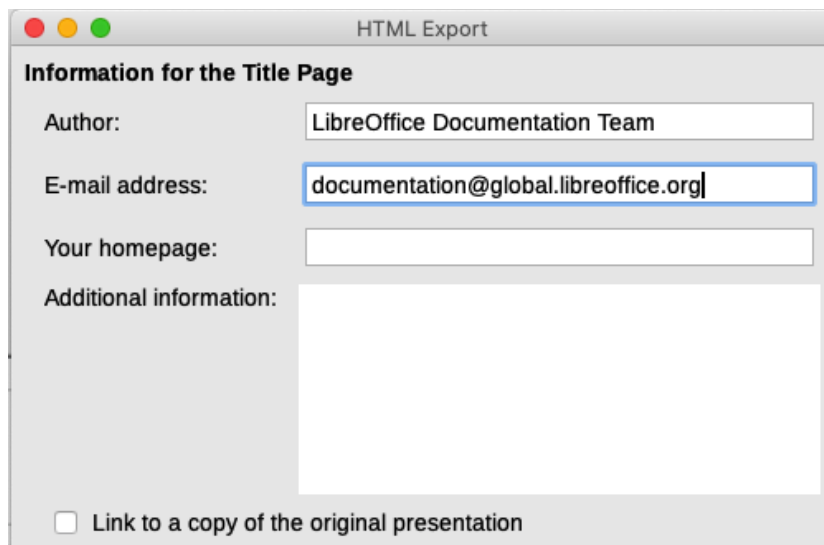 HTML Export
Information for the Title Page
Author: LibreOffice Documentation Team
E-mail address: documentation@global.libreoffice.org
Your homepage:
Additional information:
Link to a copy of the original presentation